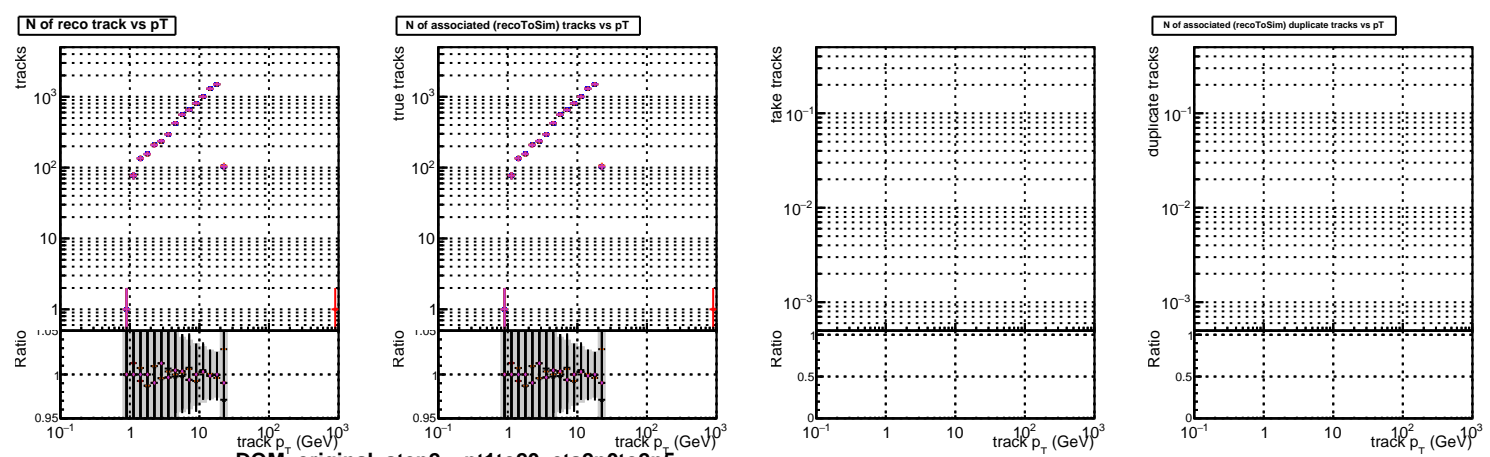 N of reco track vs pT
N of associated (recoToSim) tracks vs pT
N of associated (recoToSim) duplicate tracks vs pT
tracks
10³
10²
10
1
Ratio
1.05
1
0.95
10⁻¹ 1 10 10² 10³
track p_T (GeV)
true tracks
10³
10²
10
1
Ratio
1.05
1
0.95
10⁻¹ 1 10 10² 10³
track p_T (GeV)
fake tracks
10⁻¹
10⁻²
10⁻³
Ratio
1
0.5
0
10⁻¹ 1 10 10² 10³
track p_T (GeV)
duplicate tracks
10⁻¹
10⁻²
10⁻³
Ratio
1
0.5
0
10⁻¹ 1 10 10² 10³
track p_T (GeV)